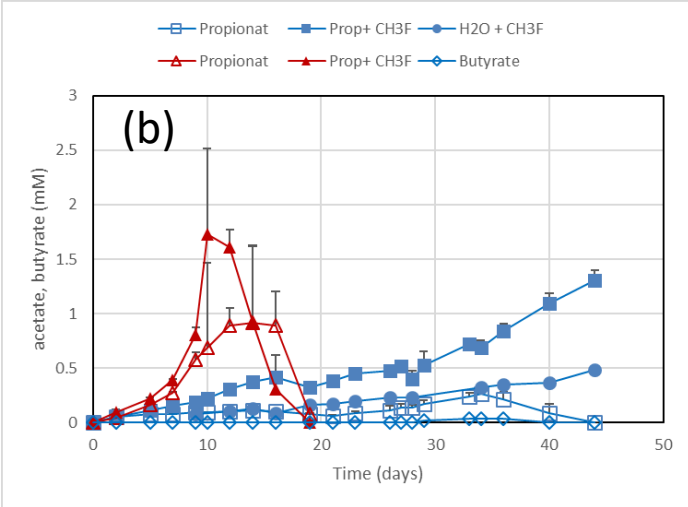 Propionat Prop+ CH3F H2O + CH3F
Propionat Prop+ CH3F Butyrate
3
(b)
2.5
2
1.5
1
0.5
0
acetate, butyrate (mM)
0 10 20 30 40 50
Time (days)